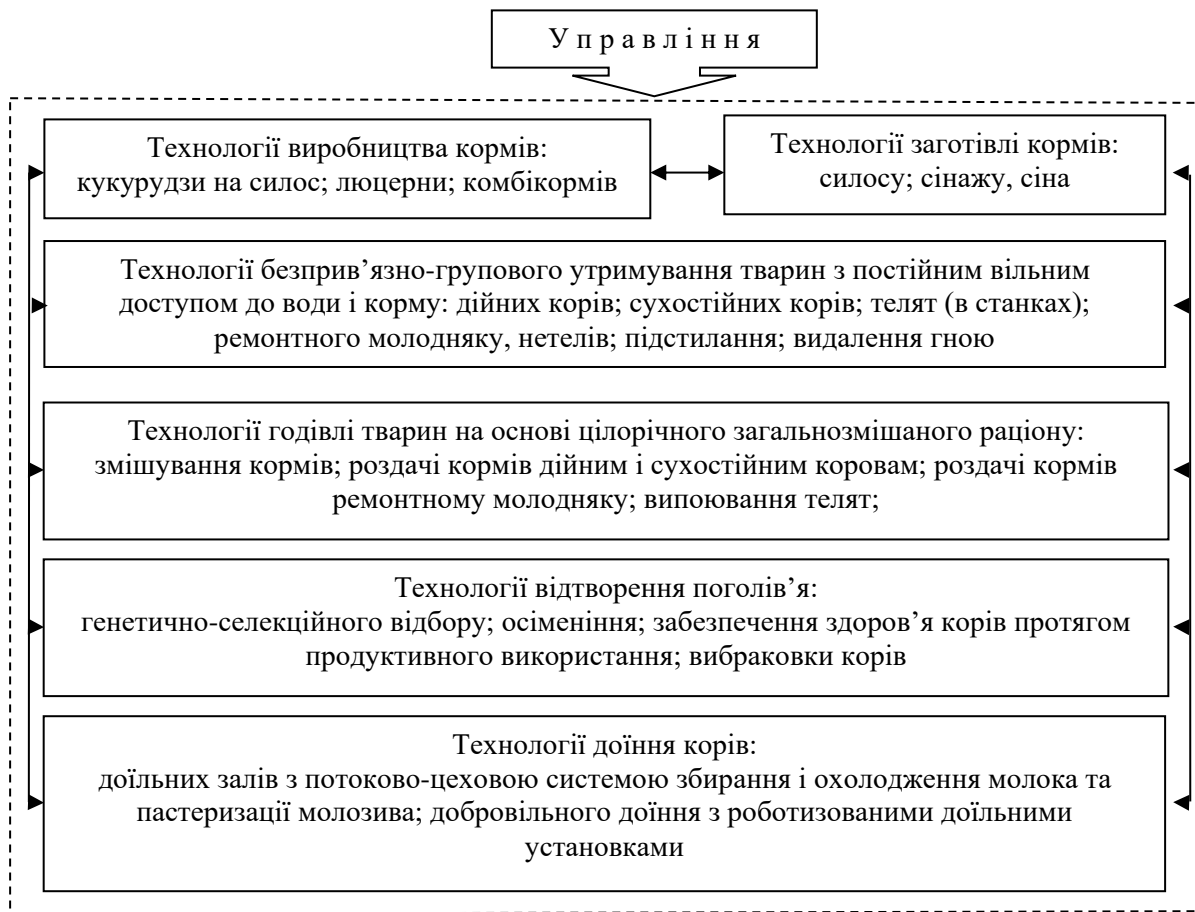 У п р а в л і н н я
Технології виробництва кормів:
кукурудзи на силос; люцерни; комбікормів
Технології заготівлі кормів:
силосу; сінажу, сіна
Технології безприв’язно-групового утримування тварин з постійним вільним
доступом до води і корму: дійних корів; сухостійних корів; телят (в станках);
ремонтного молодняку, нетелів; підстилання; видалення гною
Технології годівлі тварин на основі цілорічного загальнозмішаного раціону:
змішування кормів; роздачі кормів дійним і сухостійним коровам; роздачі кормів
ремонтному молодняку; випоювання телят;
Технології відтворення поголів’я:
генетично-селекційного відбору; осіменіння; забезпечення здоров’я корів протягом
продуктивного використання; вибраковки корів
Технології доїння корів:
доїльних залів з потоково-цеховою системою збирання і охолодження молока та
пастеризації молозива; добровільного доїння з роботизованими доїльними
установками